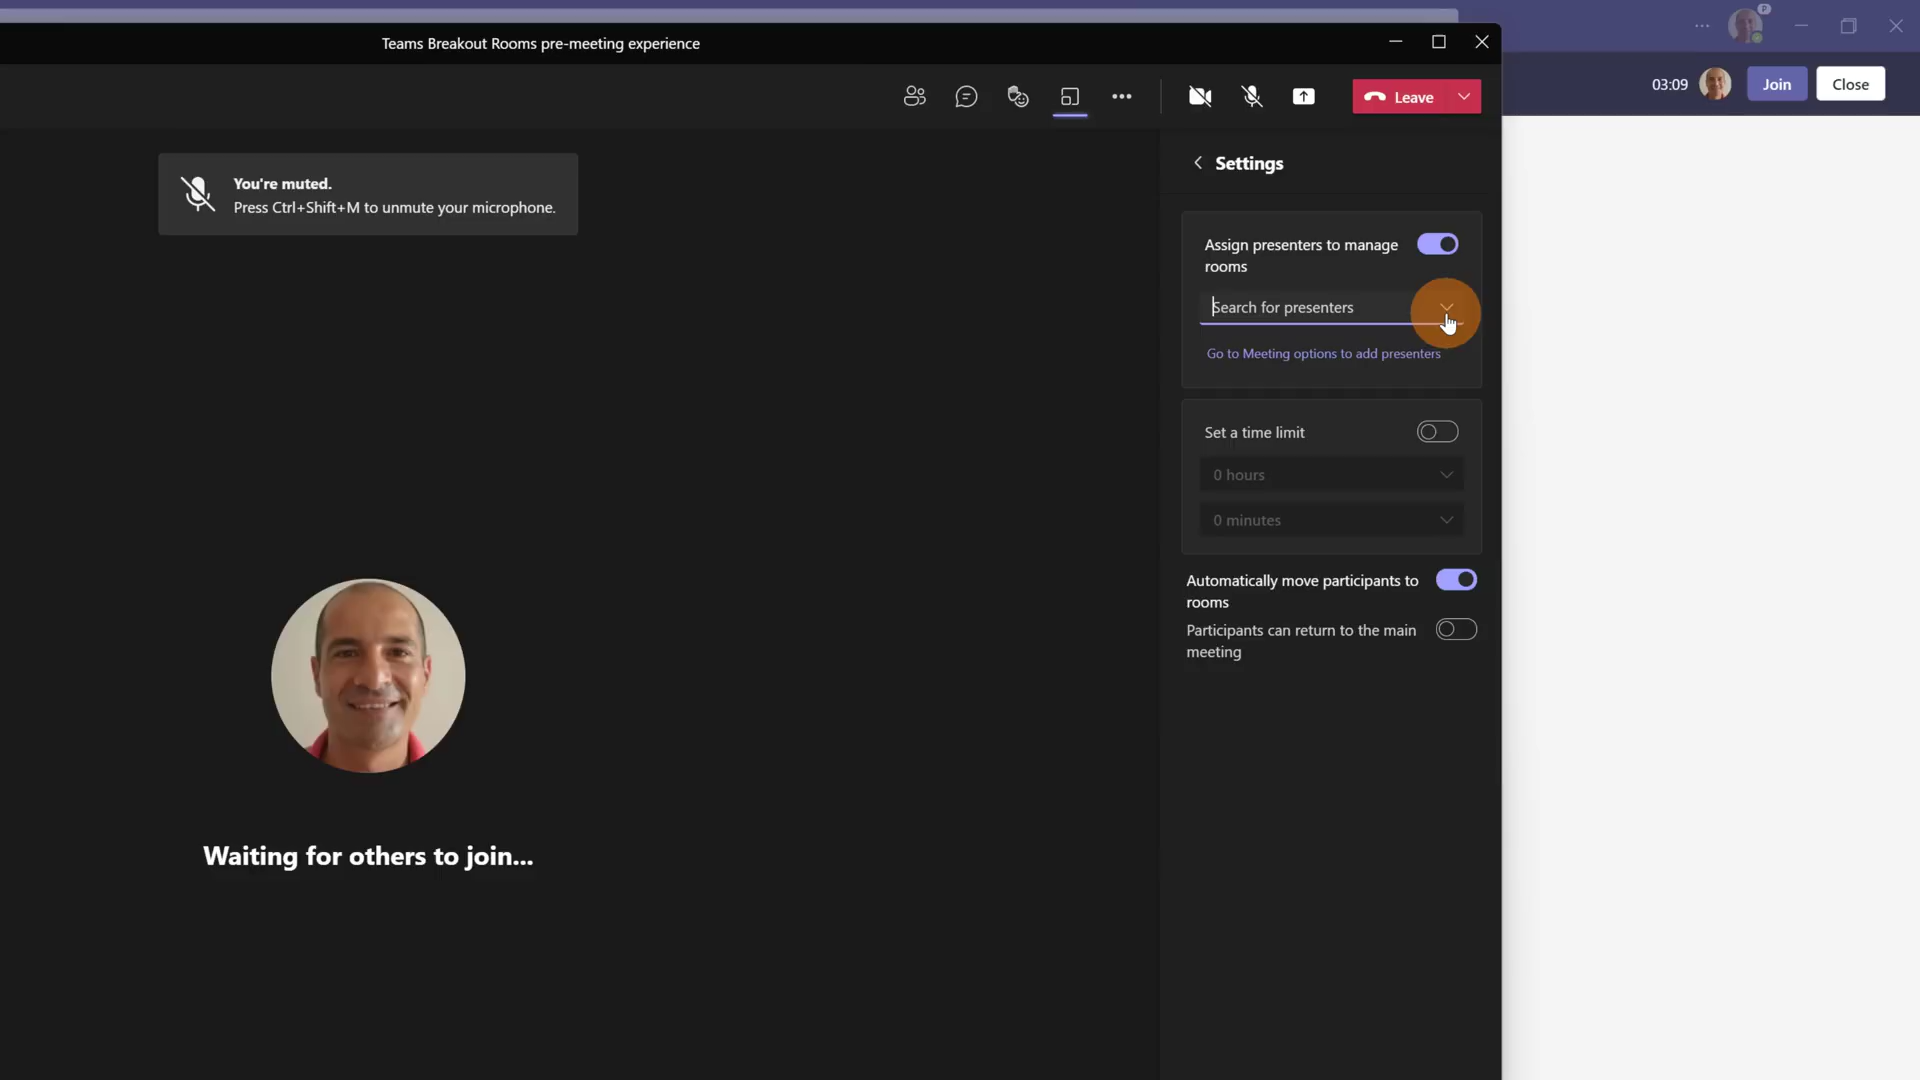 Teams Breakout Rooms pre-meeting experience
P
03:09
Join
Close
Leave
You're muted.
Press Ctrl+Shift+M to unmute your microphone.
Settings
Assign presenters to manage
rooms
Search for presenters
Go to Meeting options to add presenters
Set a time limit
0 hours
0 minutes
Automatically move participants to
rooms
Participants can return to the main
meeting
Waiting for others to join...